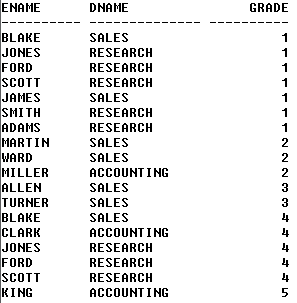 ENAME DNAME GRADE
---------- -------------- ----------
BLAKE SALES 1
JONES RESEARCH 1
FORD RESEARCH 1
SCOTT RESEARCH 1
JAMES SALES 1
SMITH RESEARCH 1
ADAMS RESEARCH 1
MARTIN SALES 2
WARD SALES 2
MILLER ACCOUNTING 2
ALLEN SALES 3
TURNER SALES 3
BLAKE SALES 4
CLARK ACCOUNTING 4
JONES RESEARCH 4
FORD RESEARCH 4
SCOTT RESEARCH 4
KING ACCOUNTING 5